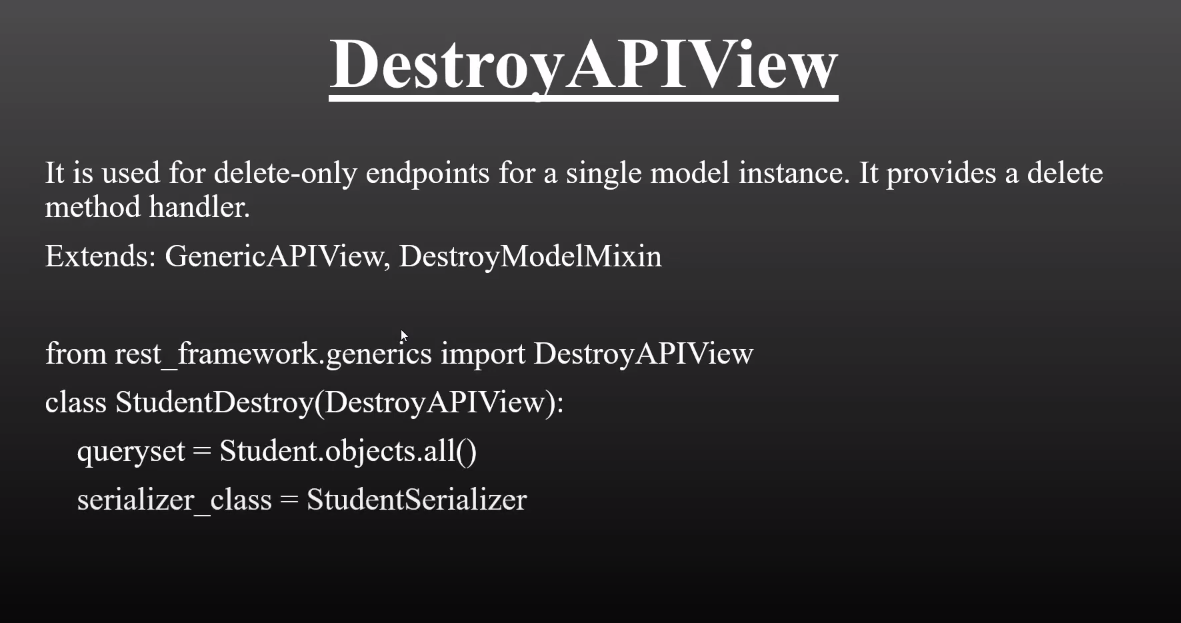 DestroyAPIView
It is used for delete-only endpoints for a single model instance. It provides a delete
method handler.
Extends: GenericAPIView, DestroyModelMixin
from rest_framework.generics import DestroyAPIView
class StudentDestroy(DestroyAPIView):
queryset = Student.objects.all()
serializer_class = StudentSerializer